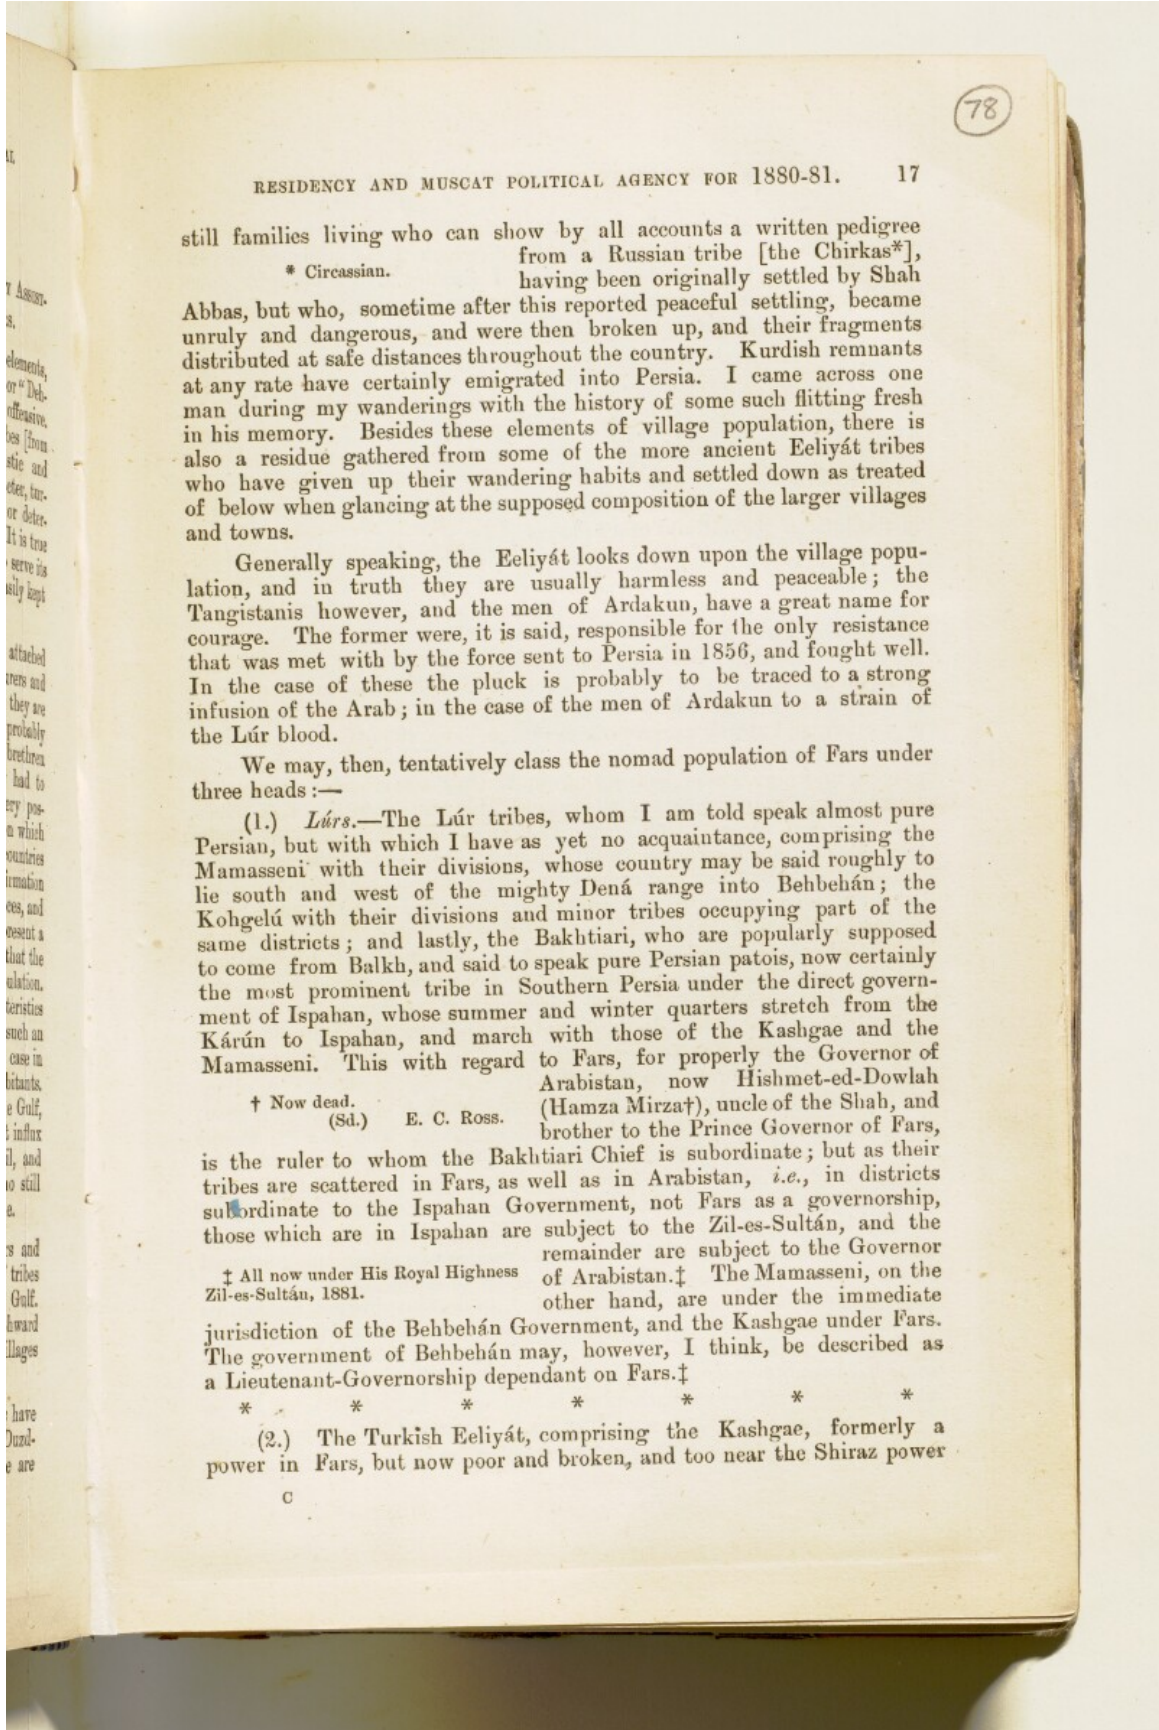 78
RESIDENCY AND MUSCAT POLITICAL AGENCY FOR 1880-81. 17
still families living who can show by all accounts a written pedigree
from a Russian tribe [the Chirkas*],
* Circassian.
having been originally settled by Shah
Abbas, but who, sometime after this reported peaceful settling, became
unruly and dangerous, and were then broken up, and their fragments
distributed at safe distances throughout the country. Kurdish remnants
at any rate have certainly emigrated into Persia. I came across one
man during my wanderings with the history of some such flitting fresh
in his memory. Besides these elements of village population, there is
also a residue gathered from some of the more ancient Eeliyát tribes
who have given up their wandering habits and settled down as treated
of below when glancing at the supposed composition of the larger villages
and towns.
Generally speaking, the Eeliyát looks down upon the village popu-
lation, and in truth they are usually harmless and peaceable; the
Tangistanis however, and the men of Ardakun, have a great name for
courage. The former were, it is said, responsible for the only resistance
that was met with by the force sent to Persia in 1856, and fought well.
In the case of these the pluck is probably to be traced to a strong
infusion of the Arab; in the case of the men of Ardakun to a strain of
the Lúr blood.
We may, then, tentatively class the nomad population of Fars under
three heads :—
(1.) Lúrs.—The Lúr tribes, whom I am told speak almost pure
Persian, but with which I have as yet no acquaintance, comprising the
Mamasseni with their divisions, whose country may be said roughly to
lie south and west of the mighty Dená range into Behbehán; the
Kohgelú with their divisions and minor tribes occupying part of the
same districts; and lastly, the Bakhtiari, who are popularly supposed
to come from Balkh, and said to speak pure Persian patois, now certainly
the most prominent tribe in Southern Persia under the direct govern-
ment of Ispahan, whose summer and winter quarters stretch from the
Kárún to Ispahan, and march with those of the Kashgae and the
Mamasseni. This with regard to Fars, for properly the Governor of
Arabistan, now Hishmet-ed-Dowlah
† Now dead.
(Hamza Mirza†), uncle of the Shah, and
(Sd.) E. C. Ross.
brother to the Prince Governor of Fars,
is the ruler to whom the Bakhtiari Chief is subordinate; but as their
tribes are scattered in Fars, as well as in Arabistan, i.e., in districts
subordinate to the Ispahan Government, not Fars as a governorship,
those which are in Ispahan are subject to the Zil-es-Sultán, and the
remainder are subject to the Governor
‡ All now under His Royal Highness
of Arabistan.‡ The Mamasseni, on the
Zil-es-Sultán, 1881.
other hand, are under the immediate
jurisdiction of the Behbehán Government, and the Kashgae under Fars.
The government of Behbehán may, however, I think, be described as
a Lieutenant-Governorship dependant on Fars.‡
* * * * * * *
(2.) The Turkish Eeliyát, comprising the Kashgae, formerly a
power in Fars, but now poor and broken, and too near the Shiraz power
C